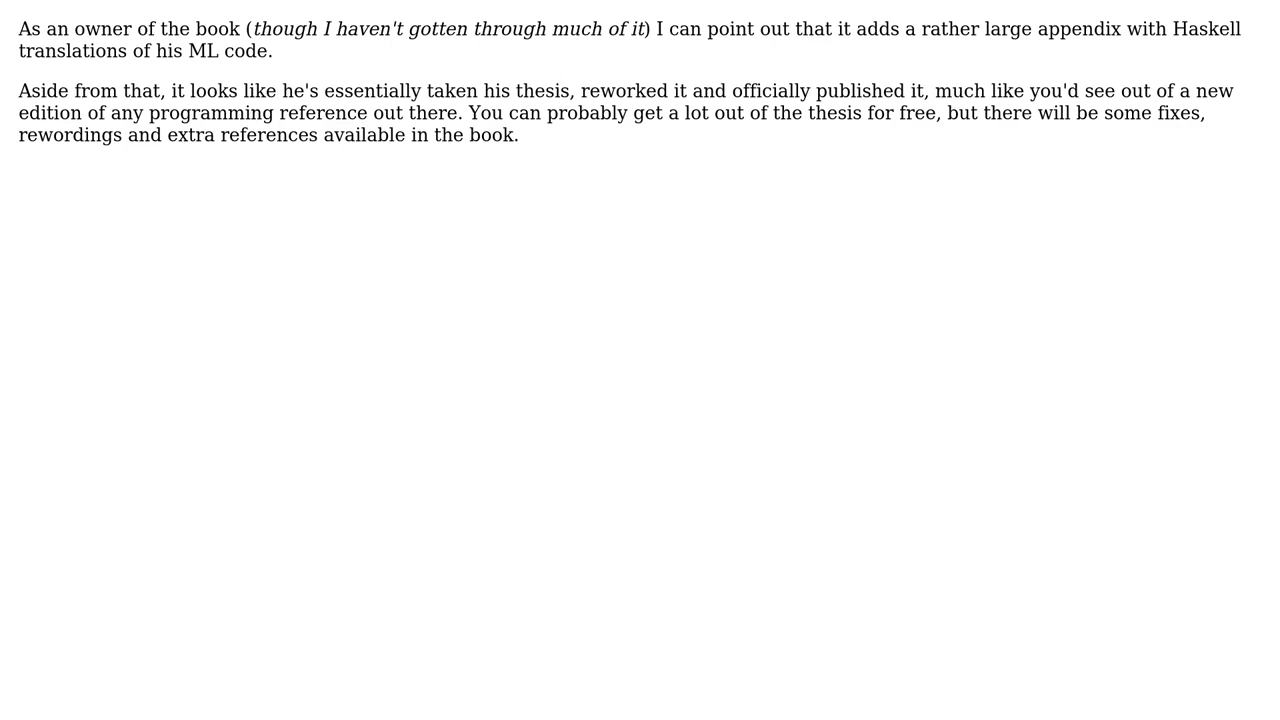 As an owner of the book (though I haven't gotten through much of it) I can point out that it adds a rather large appendix with Haskell
translations of his ML code.
Aside from that, it looks like he's essentially taken his thesis, reworked it and officially published it, much like you'd see out of a new
edition of any programming reference out there. You can probably get a lot out of the thesis for free, but there will be some fixes,
rewordings and extra references available in the book.